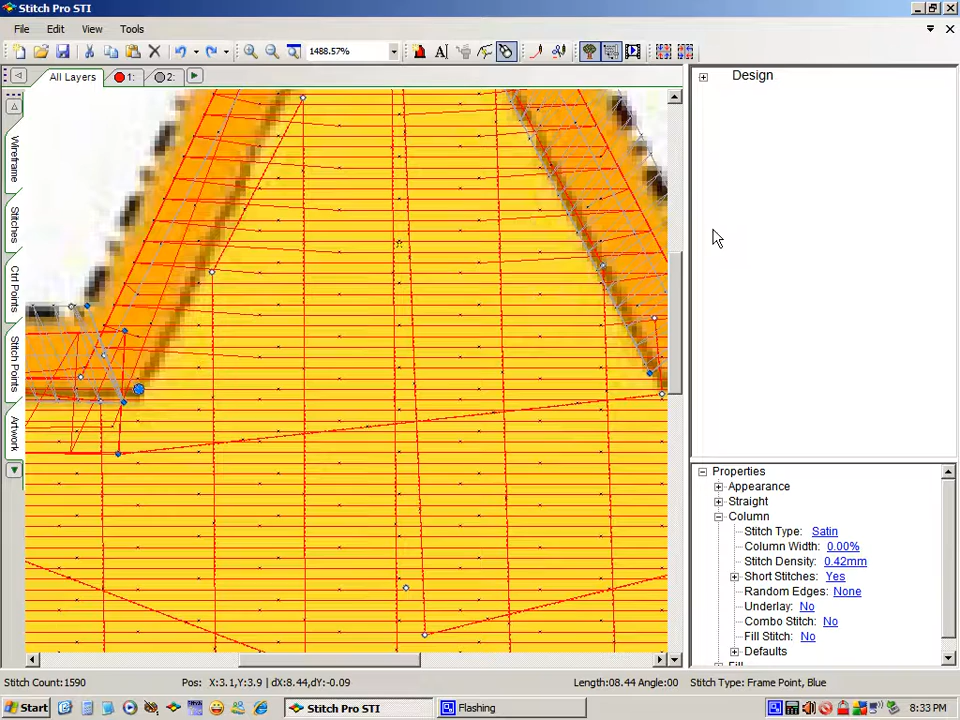 Stitch Pro STI
File Edit View Tools
1488.57%
All Layers 1: 2:
Wireframe
Stitches
Ctrl Points
Stitch Points
Artwork
Design
Properties
Appearance
Straight
Column
Stitch Type: Satin
Column Width: 0.00%
Stitch Density: 0.42mm
Short Stitches: Yes
Random Edges: None
Underlay: No
Combo Stitch: No
Fill Stitch: No
Defaults
Stitch Count:1590 Pos: X:3.1,Y:3.9 | dX:8.44,dY:-0.09 Length:08.44 Angle:00 Stitch Type: Frame Point, Blue
Start Stitch Pro STI Flashing 8:33 PM